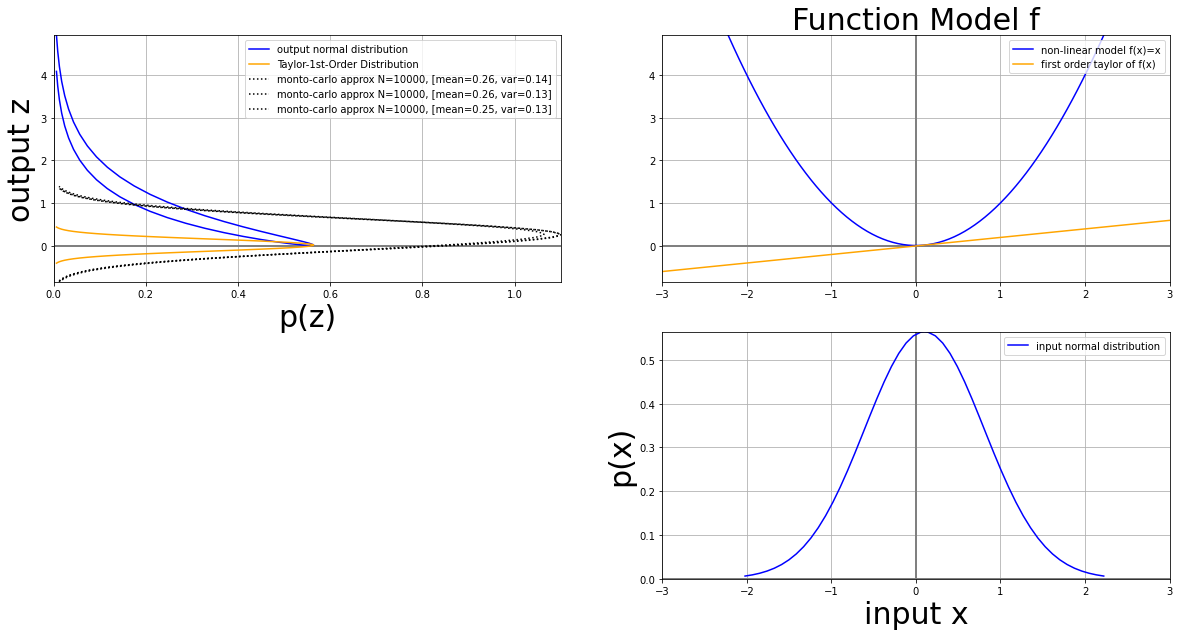 Function Model f
output normal distribution
Taylor-1st-Order Distribution
monto-carlo approx N=10000, [mean=0.26, var=0.14]
monto-carlo approx N=10000, [mean=0.26, var=0.13]
monto-carlo approx N=10000, [mean=0.25, var=0.13]
output z
4
3
2
1
0
0.0 0.2 0.4 0.6 0.8 1.0
p(z)
non-linear model f(x)=x
first order taylor of f(x)
4
3
2
1
0
−3 −2 −1 0 1 2 3
input normal distribution
p(x)
0.5
0.4
0.3
0.2
0.1
0.0
−3 −2 −1 0 1 2 3
input x